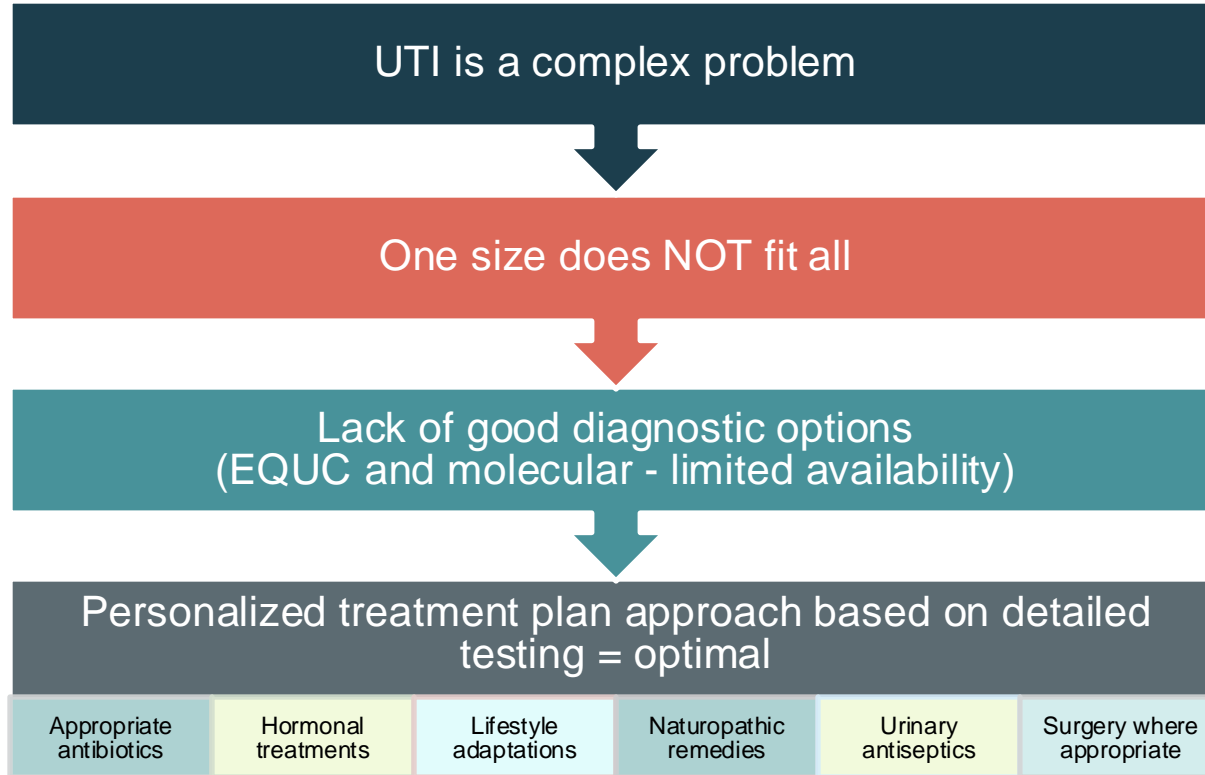 UTI is a complex problem
One size does NOT fit all
Lack of good diagnostic options
(EQUC and molecular - limited availability)
Personalized treatment plan approach based on detailed
testing = optimal
Appropriate
antibiotics
Hormonal
treatments
Lifestyle
adaptations
Naturopathic
remedies
Urinary
antiseptics
Surgery where
appropriate